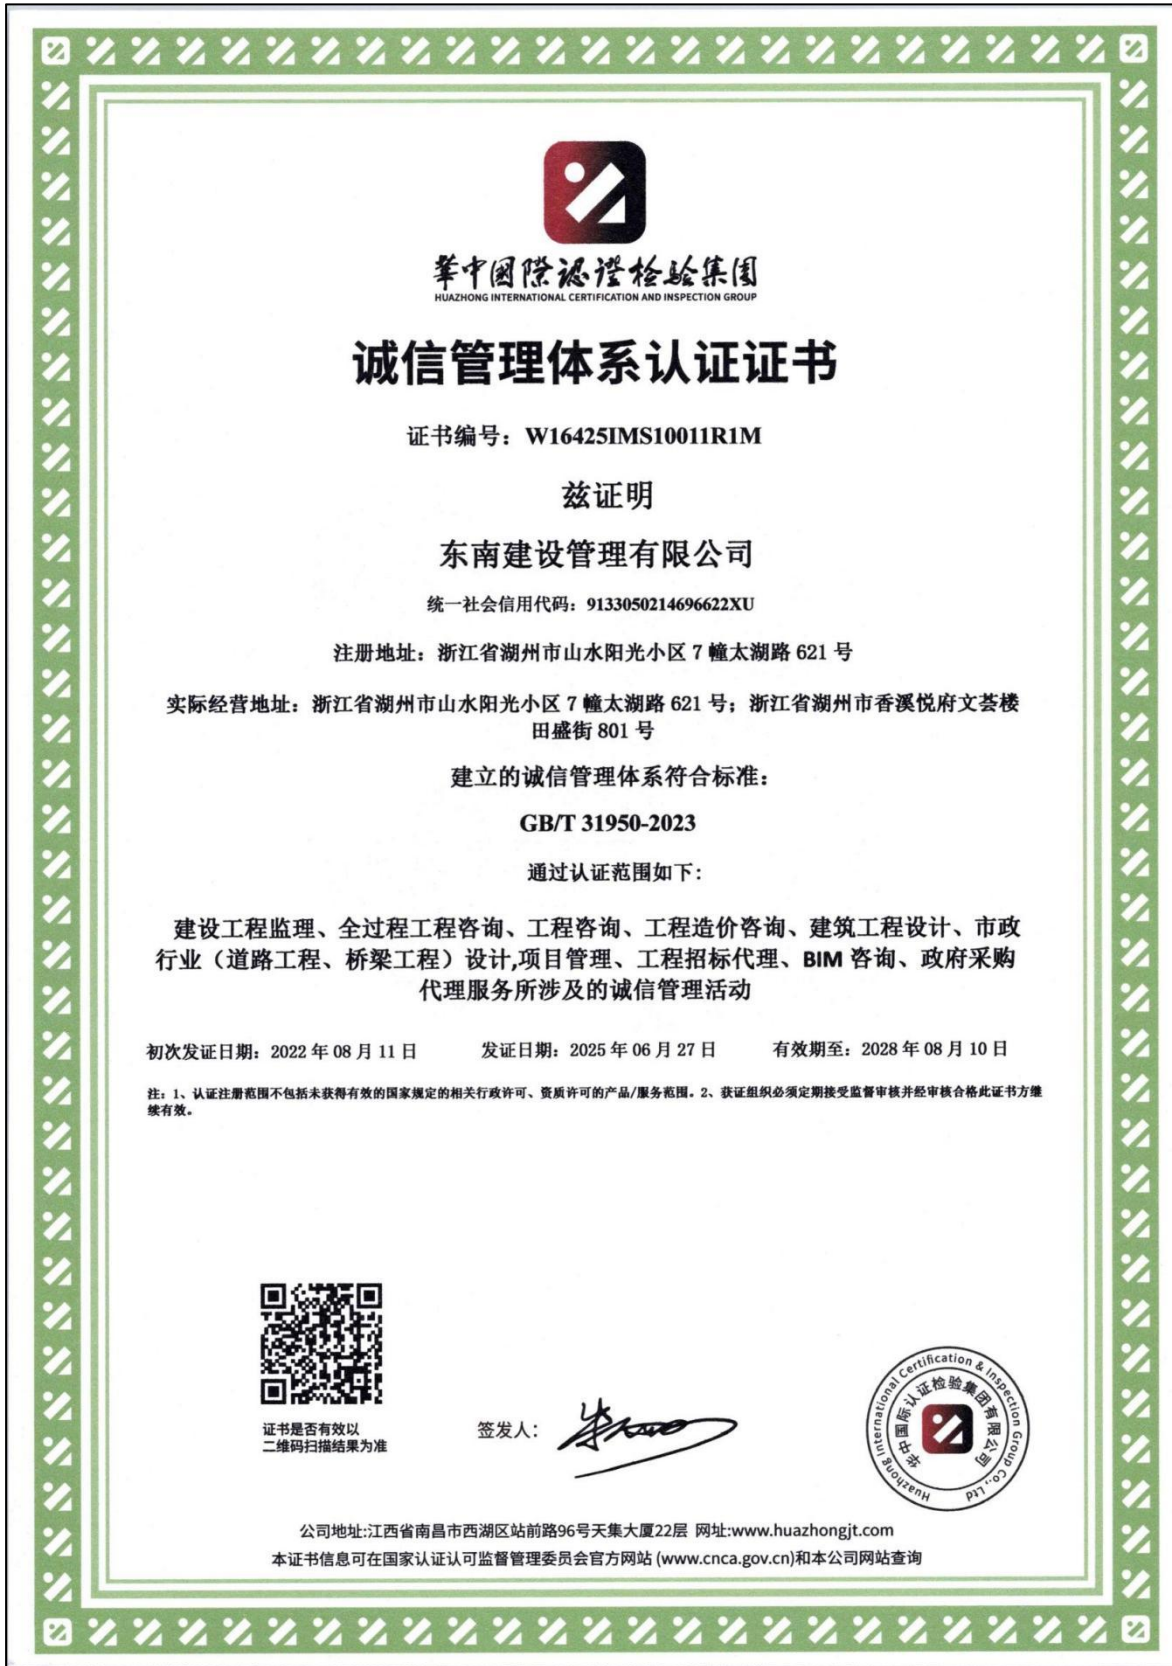 華中國際認證检验集团
HUAZHONG INTERNATIONAL CERTIFICATION AND INSPECTION GROUP
诚信管理体系认证证书
证书编号：W16425IMS10011R1M
兹证明
东南建设管理有限公司
统一社会信用代码：9133050214696622XU
注册地址：浙江省湖州市山水阳光小区 7 幢太湖路 621 号
实际经营地址：浙江省湖州市山水阳光小区 7 幢太湖路 621 号；浙江省湖州市香溪悦府文荟楼
田盛街 801 号
建立的诚信管理体系符合标准：
GB/T 31950-2023
通过认证范围如下：
建设工程监理、全过程工程咨询、工程咨询、工程造价咨询、建筑工程设计、市政
行业（道路工程、桥梁工程）设计,项目管理、工程招标代理、BIM 咨询、政府采购
代理服务所涉及的诚信管理活动
初次发证日期：2022 年 08 月 11 日 发证日期：2025 年 06 月 27 日 有效期至：2028 年 08 月 10 日
注：1、认证注册范围不包括未获得有效的国家规定的相关行政许可、资质许可的产品/服务范围。2、获证组织必须定期接受监督审核并经审核合格此证书方继
续有效。
证书是否有效以
二维码扫描结果为准
签发人：
Huazhong International Certification & Inspection Group Co., Ltd
华中国际认证检验集团有限公司
公司地址:江西省南昌市西湖区站前路96号天集大厦22层 网址:www.huazhongjt.com
本证书信息可在国家认证认可监督管理委员会官方网站 (www.cnca.gov.cn)和本公司网站查询